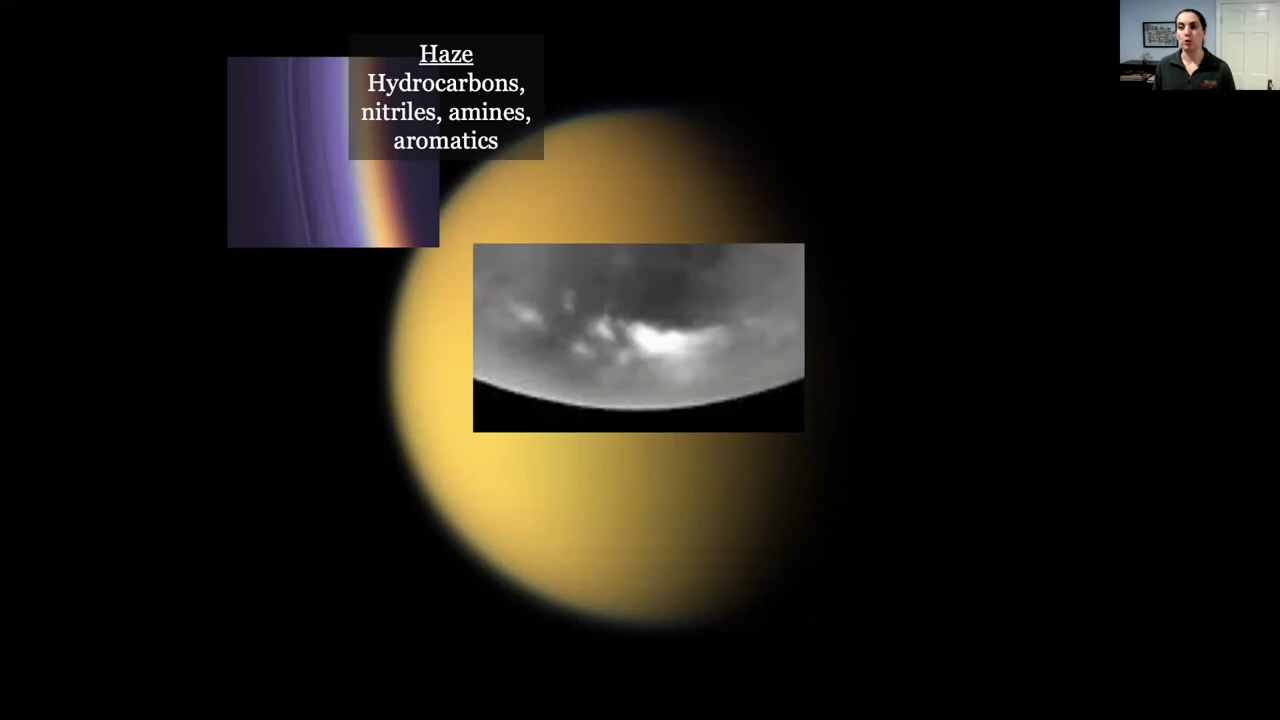 Haze
Hydrocarbons,
nitriles, amines,
aromatics